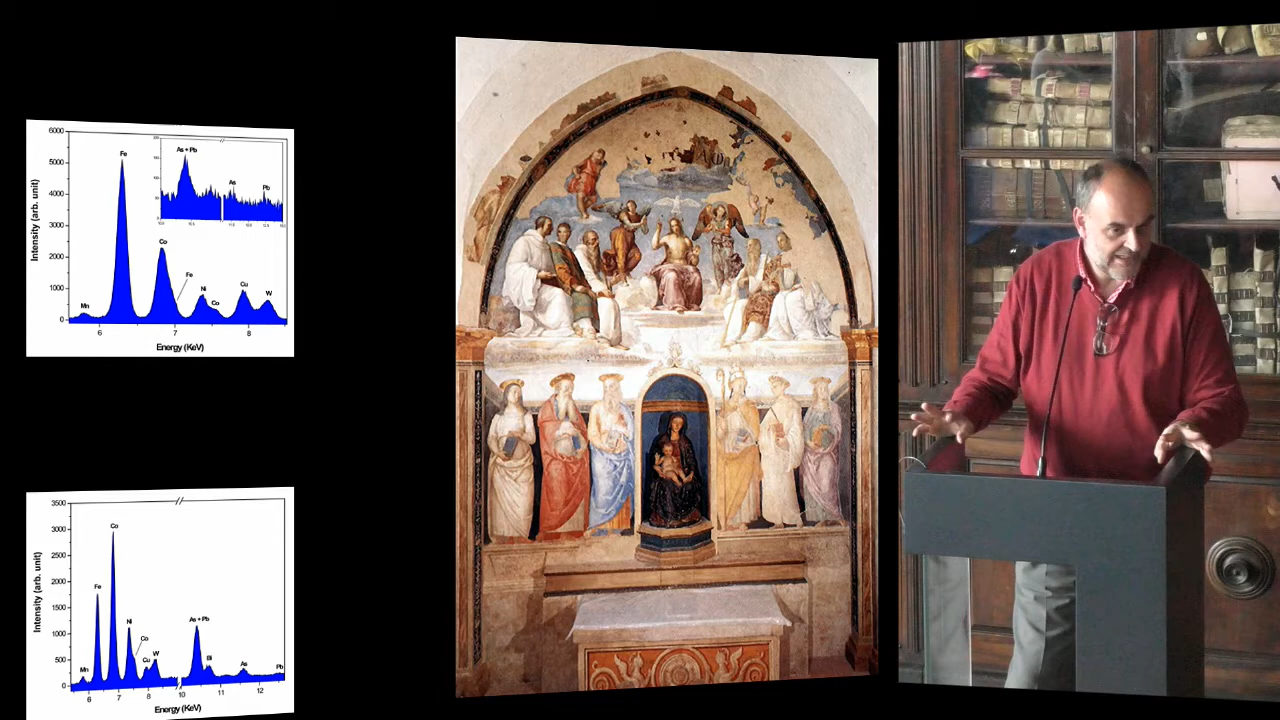 6000
5000
4000
3000
2000
1000
0
Intensity (arb. unit)
Mn
Fe
Co
Fe
Ni
Co
Cu
W
As + Pb
As
Pb
6
7
8
Energy (KeV)
3500
3000
2500
2000
1500
1000
500
0
Intensity (arb. unit)
Mn
Fe
Co
Ni
Co
Cu
W
As + Pb
Bi
As
Pb
6
7
8
10
11
12
Energy (KeV)